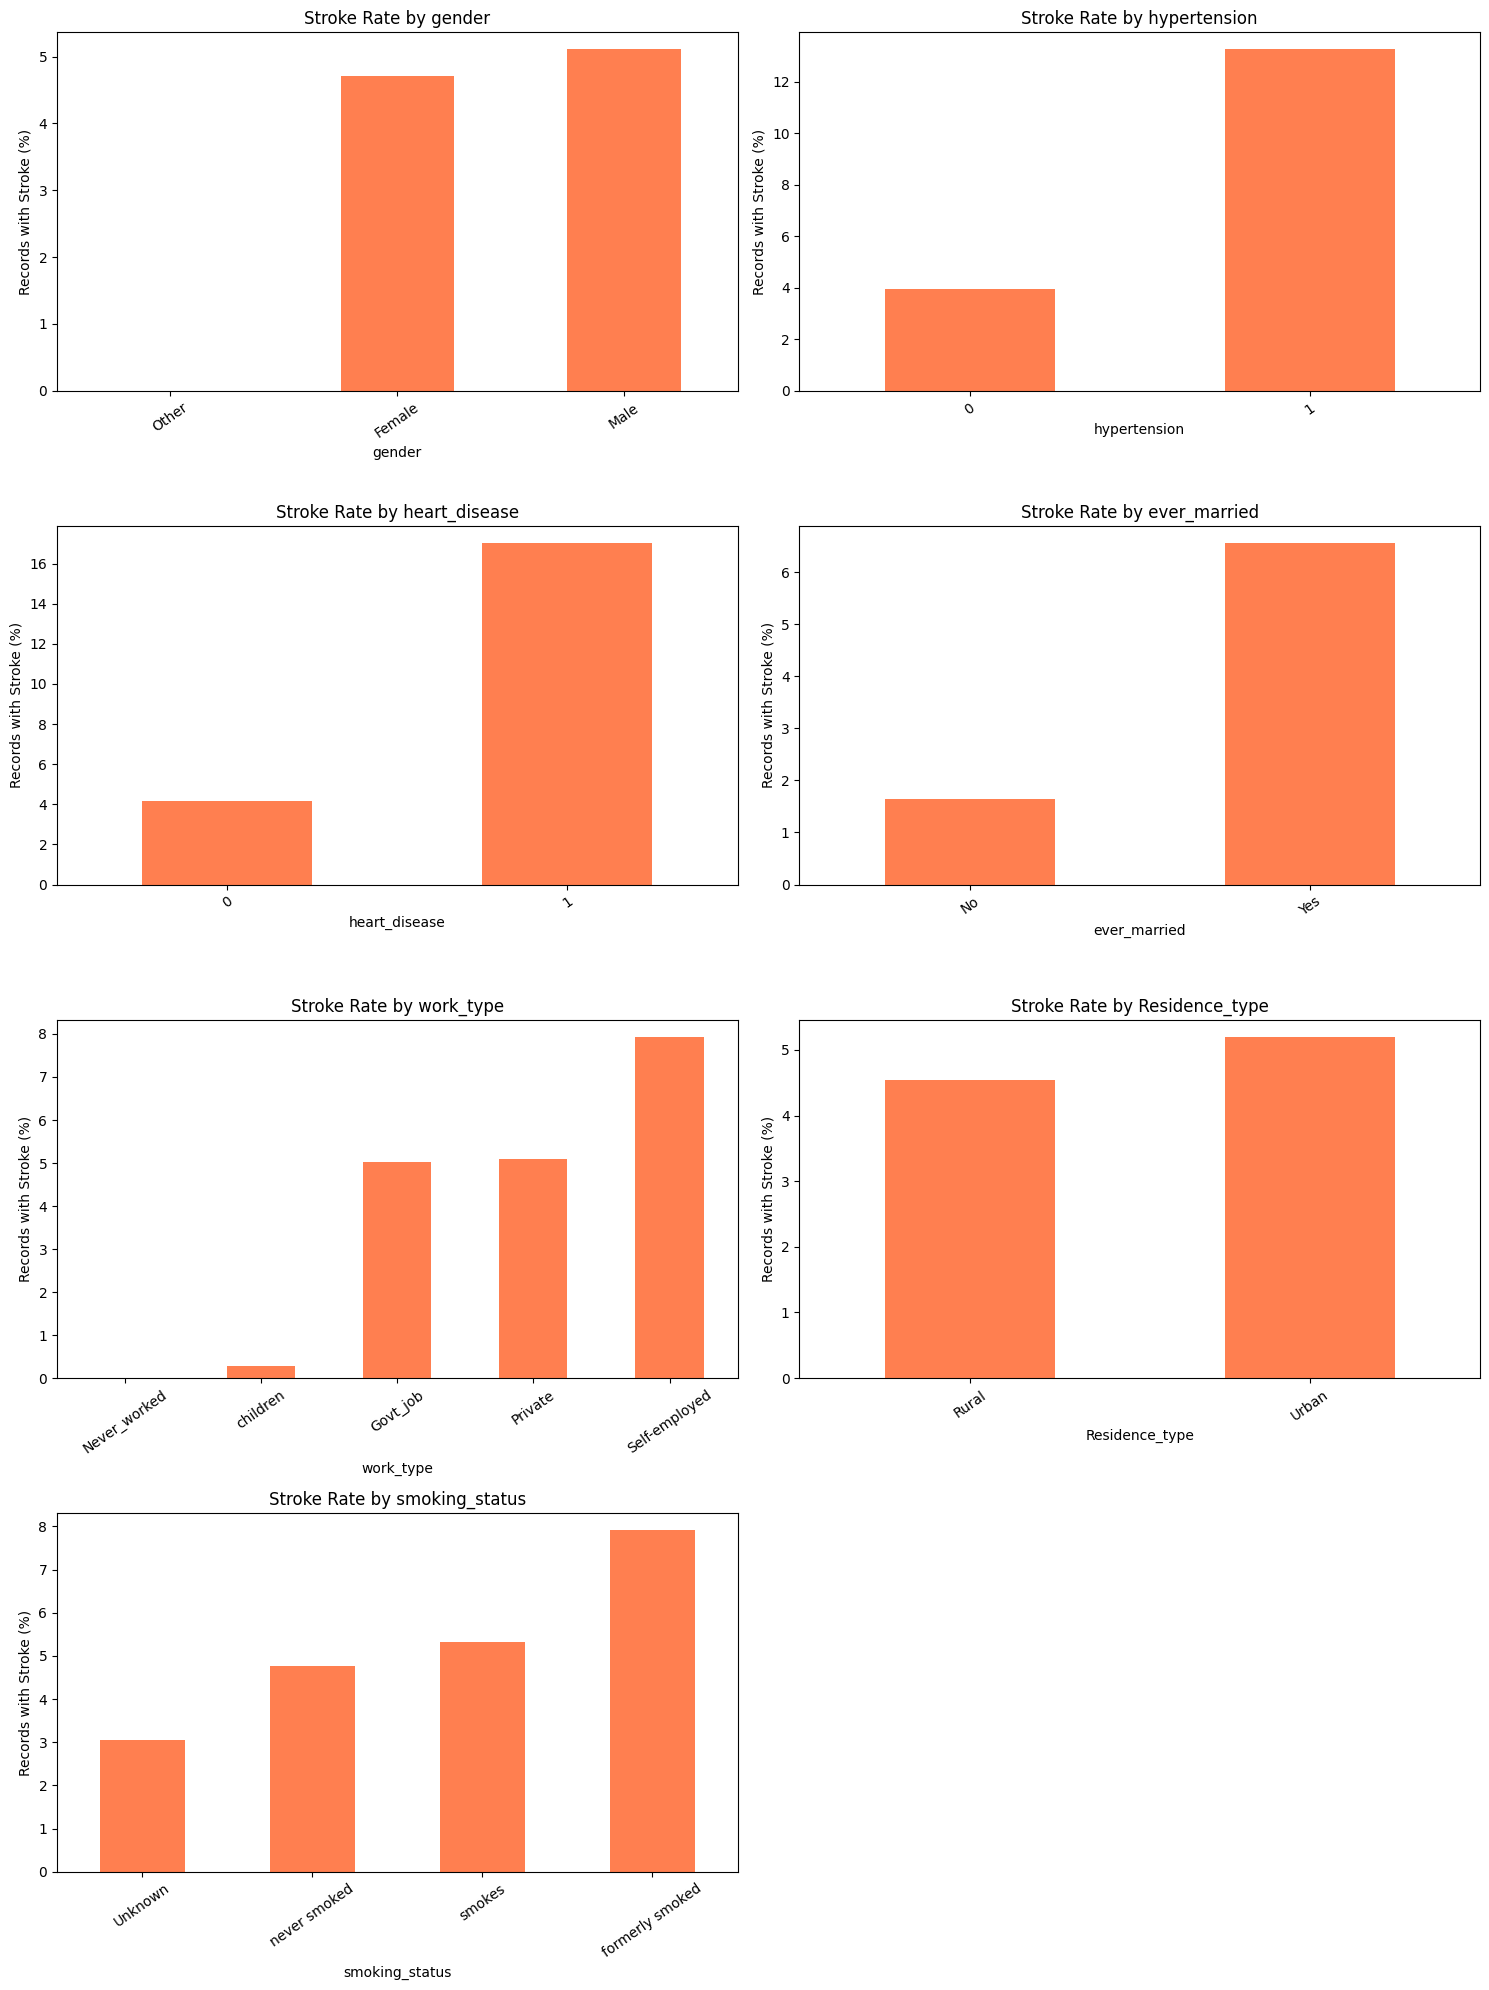 Stroke Rate by gender
Records with Stroke (%)
5
4
3
2
1
0
Other
Female
Male
gender
Stroke Rate by hypertension
Records with Stroke (%)
12
10
8
6
4
2
0
0
1
hypertension
Stroke Rate by heart_disease
Records with Stroke (%)
16
14
12
10
8
6
4
2
0
0
1
heart_disease
Stroke Rate by ever_married
Records with Stroke (%)
6
5
4
3
2
1
0
No
Yes
ever_married
Stroke Rate by work_type
Records with Stroke (%)
8
7
6
5
4
3
2
1
0
Never_worked
children
Govt_job
Private
Self-employed
work_type
Stroke Rate by Residence_type
Records with Stroke (%)
5
4
3
2
1
0
Rural
Urban
Residence_type
Stroke Rate by smoking_status
Records with Stroke (%)
8
7
6
5
4
3
2
1
0
Unknown
never smoked
smokes
formerly smoked
smoking_status